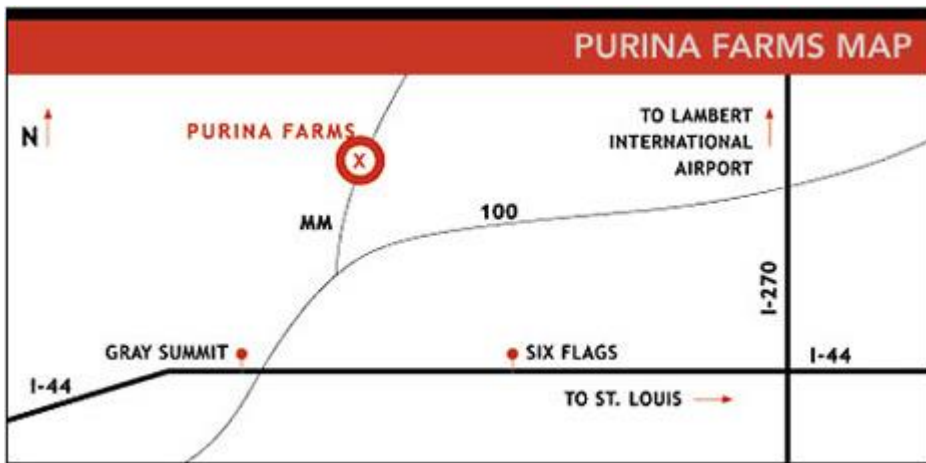 PURINA FARMS MAP
N
PURINA FARMS
X
TO LAMBERT
INTERNATIONAL
AIRPORT
MM
100
I-270
GRAY SUMMIT
SIX FLAGS
I-44
I-44
TO ST. LOUIS